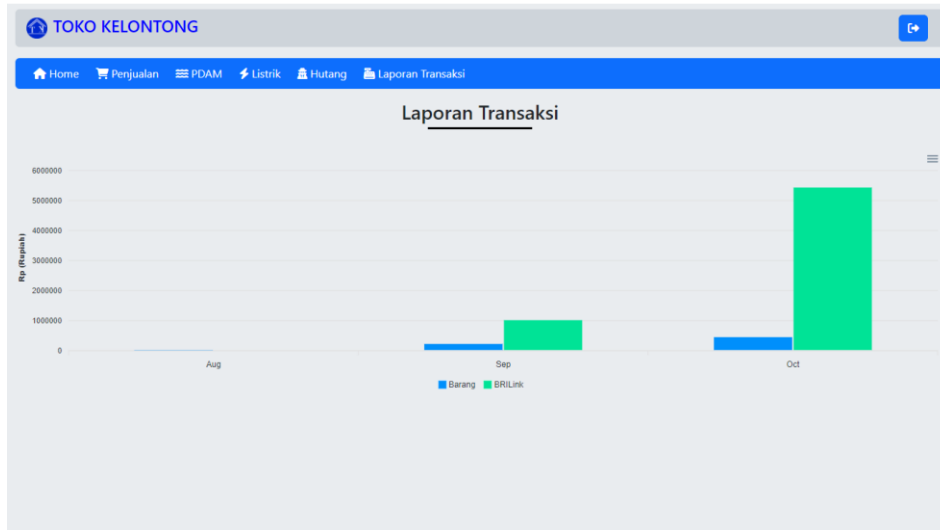 TOKO KELONTONG
Home Penjualan PDAM Listrik Hutang Laporan Transaksi
Laporan Transaksi
6000000
5000000
4000000
3000000
2000000
1000000
0
Rp (Rupiah)
Aug Sep Oct
Barang BRILink